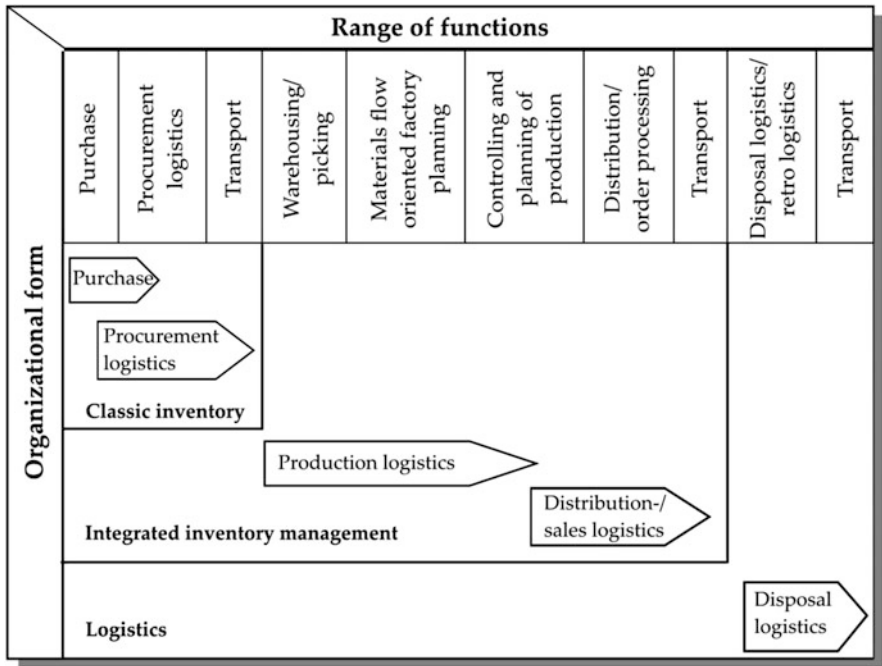 Range of functions
Organizational form
Purchase
Procurement
logistics
Transport
Warehousing/
picking
Materials flow
oriented factory
planning
Controlling and
planning of
production
Distribution/
order processing
Transport
Disposal logistics/
retro logistics
Transport
Purchase
Procurement
logistics
Classic inventory
Production logistics
Distribution-/
sales logistics
Integrated inventory management
Disposal
logistics
Logistics